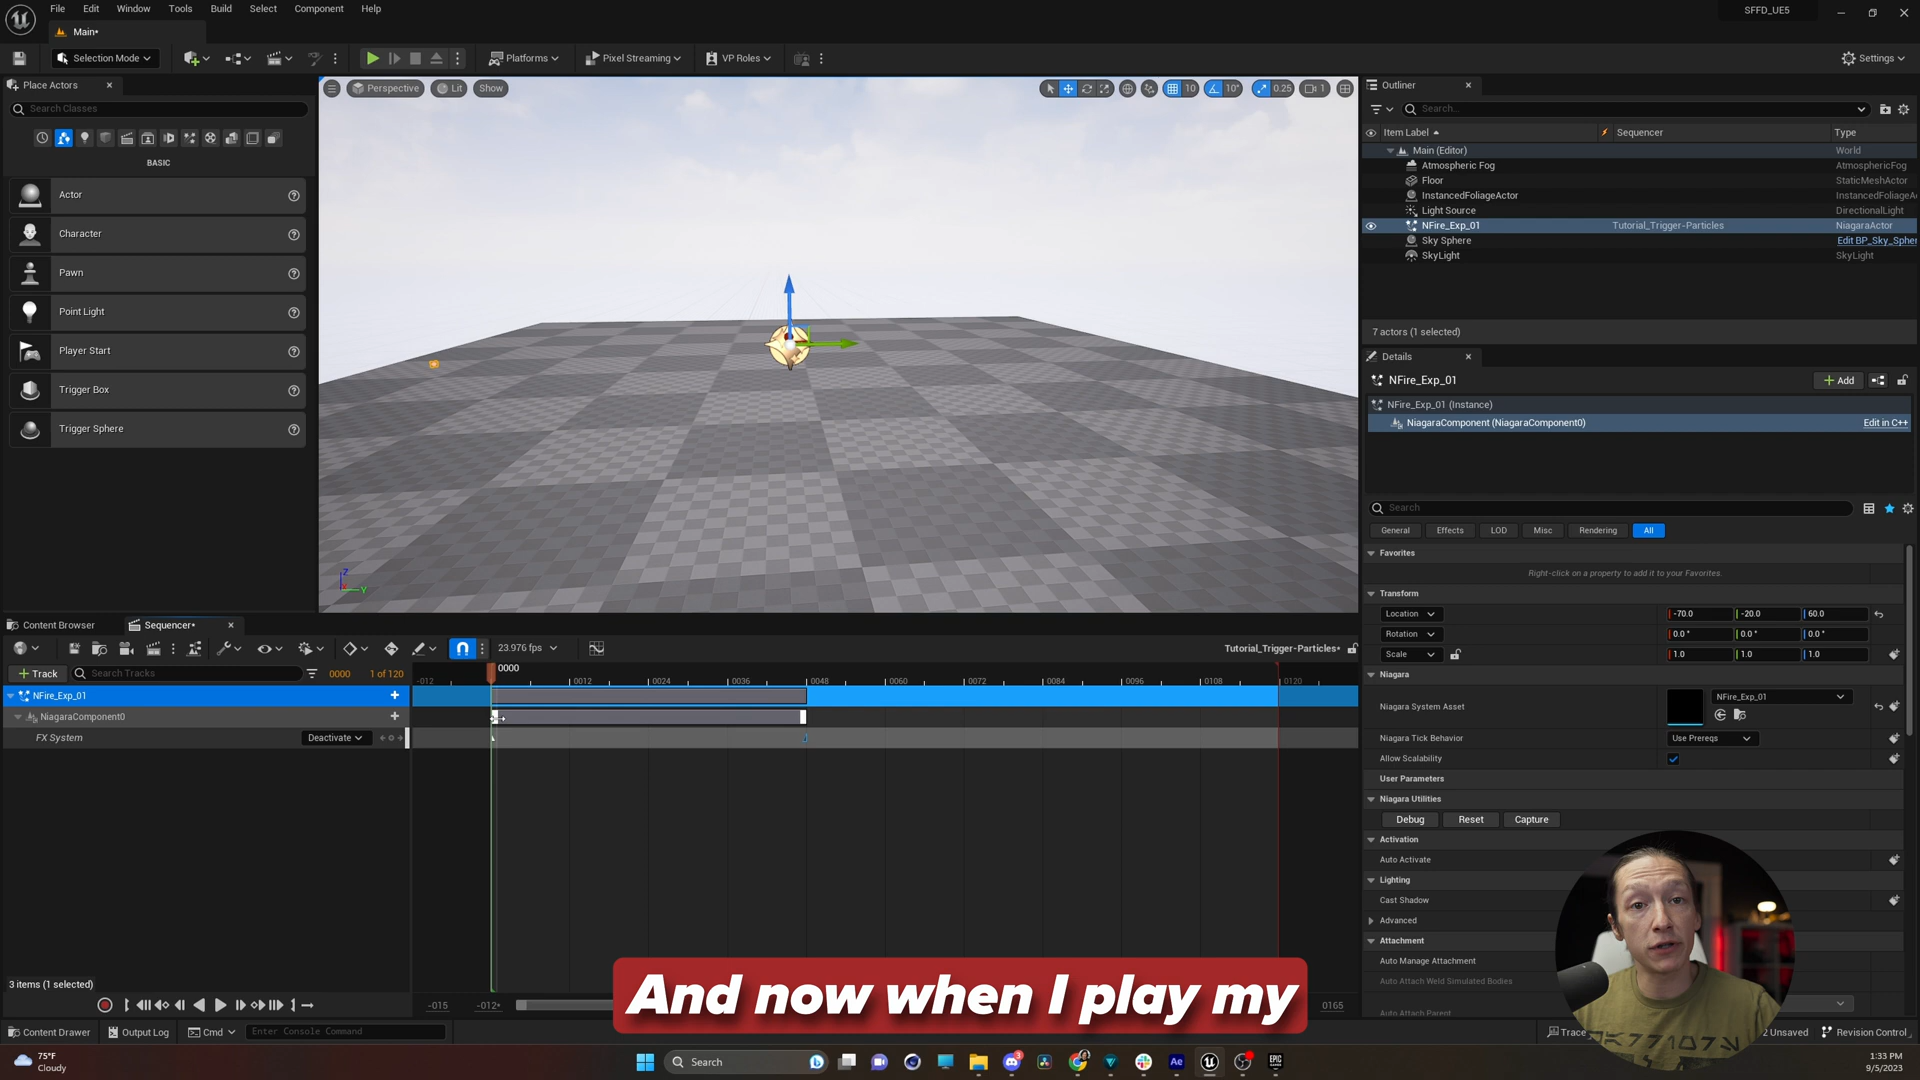 File Edit Window Tools Build Select Actor Component Help
SFFD_UE5
Main*
Selection Mode
Platforms
Pixel Streaming
VP Roles
Settings
Place Actors
Search Classes
BASIC
Actor
Character
Pawn
Point Light
Player Start
Trigger Box
Trigger Sphere
Perspective Lit Show
10 10° 0.25 1
Z
Y
Outliner
Search...
Item Label Sequencer Type
Main (Editor) World
Atmospheric Fog AtmosphericFog
Floor StaticMeshActor
InstancedFoliageActor InstancedFoliageA
Light Source DirectionalLight
NFire_Exp_01 Tutorial_Trigger-Particles NiagaraActor
Sky Sphere Edit BP_Sky_Spher
SkyLight SkyLight
7 actors (1 selected)
Details
NFire_Exp_01 Add
NFire_Exp_01 (Instance)
NiagaraComponent (NiagaraComponent0) Edit in C++
Search
General Effects LOD Misc Rendering All
Favorites
Right-click on a property to add it to your Favorites.
Transform
Location -70.0 -20.0 60.0
Rotation 0.0° 0.0° 0.0°
Scale 1.0 1.0 1.0
Niagara
Niagara System Asset NFire_Exp_01
Niagara Tick Behavior Use Prereqs
Allow Scalability
User Parameters
Niagara Utilities
Debug Reset Capture
Activation
Auto Activate
Lighting
Cast Shadow
Advanced
Attachment
Auto Manage Attachment
Auto Attach Weld Simulated Bodies
Auto Attach Parent
Content Browser Sequencer*
23.976 fps
Tutorial_Trigger-Particles*
Track Search Tracks 0000 1 of 120
0000
-012 0012 0024 0036 0048 0060 0072 0084 0096 0108 0120
NFire_Exp_01
NiagaraComponent0
FX System Deactivate
3 items (1 selected)
-015 -012+ 0165
And now when I play my
Content Drawer Output Log Cmd Enter Console Command
Trace 2 Unsaved Revision Control
75°F
Cloudy
Search
1:33 PM
9/5/2023